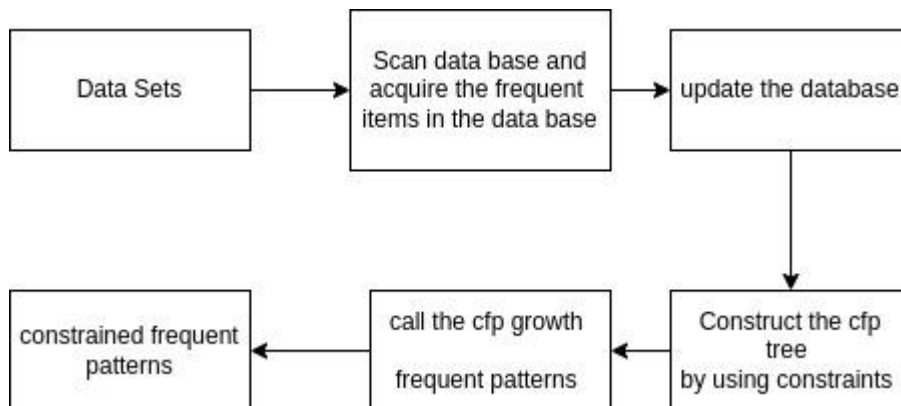 Data Sets
Scan data base and
acquire the frequent
items in the data base
update the database
Construct the cfp
tree
by using constraints
call the cfp growth
frequent patterns
constrained frequent
patterns